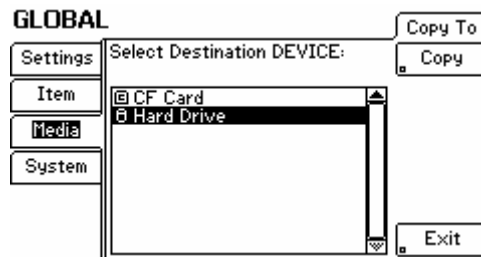 GLOBAL
Copy To
Settings
Select Destination DEVICE:
Copy
Item
CF Card
Hard Drive
Media
System
Exit